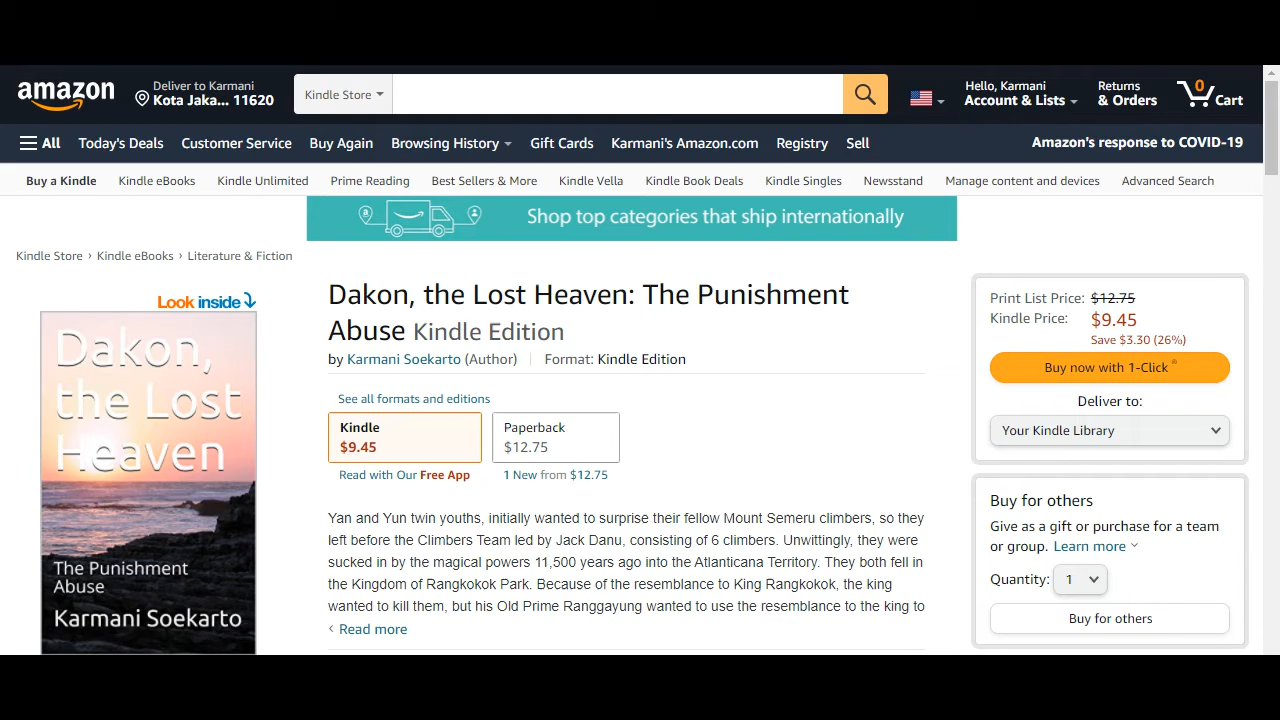 amazon
Deliver to Karmani
Kota Jaka... 11620
Kindle Store
Hello, Karmani
Account & Lists
Returns
& Orders
0
Cart
All
Today's Deals
Customer Service
Buy Again
Browsing History
Gift Cards
Karmani's Amazon.com
Registry
Sell
Amazon's response to COVID-19
Buy a Kindle
Kindle eBooks
Kindle Unlimited
Prime Reading
Best Sellers & More
Kindle Vella
Kindle Book Deals
Kindle Singles
Newsstand
Manage content and devices
Advanced Search
Shop top categories that ship internationally
Kindle Store › Kindle eBooks › Literature & Fiction
Look inside
Dakon,
the Lost
Heaven
The Punishment
Abuse
Karmani Soekarto
Dakon, the Lost Heaven: The Punishment
Abuse Kindle Edition
by Karmani Soekarto (Author)
Format: Kindle Edition
See all formats and editions
Kindle
$9.45
Paperback
$12.75
Read with Our Free App
1 New from $12.75
Yan and Yun twin youths, initially wanted to surprise their fellow Mount Semeru climbers, so they
left before the Climbers Team led by Jack Danu, consisting of 6 climbers. Unwittingly, they were
sucked in by the magical powers 11,500 years ago into the Atlanticana Territory. They both fell in
the Kingdom of Rangkokok Park. Because of the resemblance to King Rangkokok, the king
wanted to kill them, but his Old Prime Ranggayung wanted to use the resemblance to the king to
‹ Read more
Print List Price: $12.75
Kindle Price: $9.45
Save $3.30 (26%)
Buy now with 1-Click ®
Deliver to:
Your Kindle Library
Buy for others
Give as a gift or purchase for a team
or group. Learn more
Quantity: 1
Buy for others